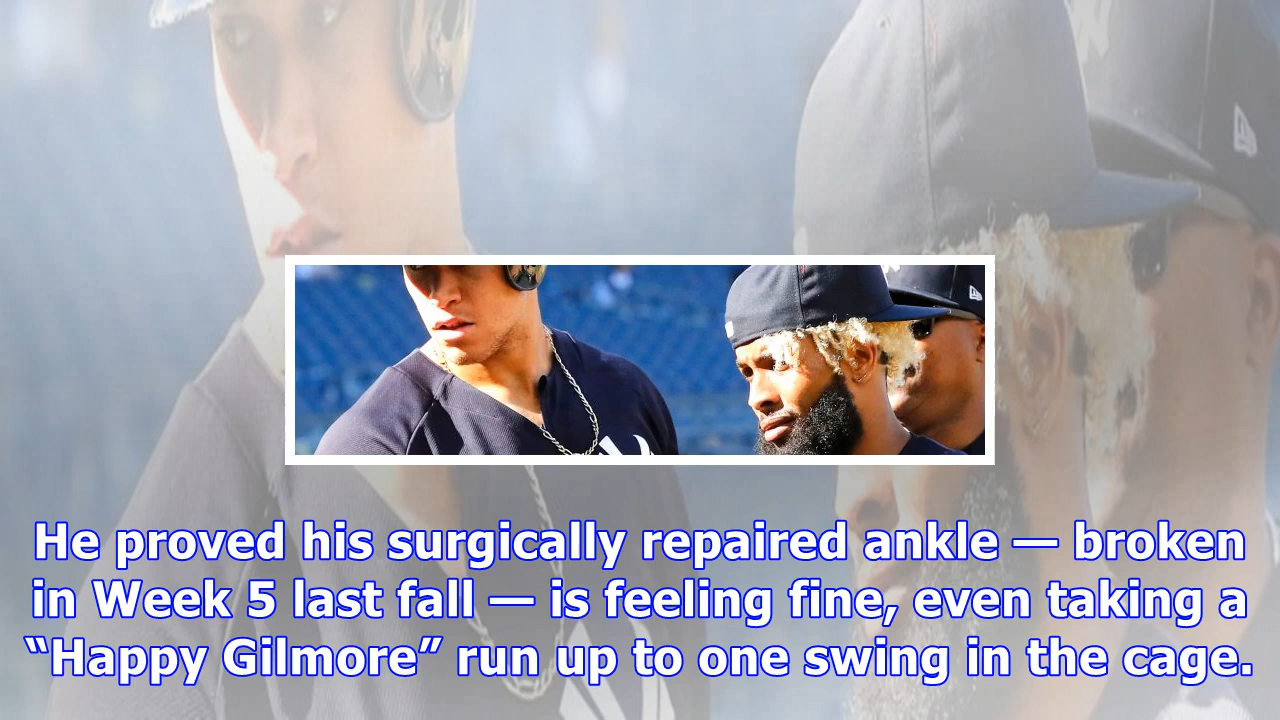 He proved his surgically repaired ankle — broken
in Week 5 last fall — is feeling fine, even taking a
“Happy Gilmore” run up to one swing in the cage.